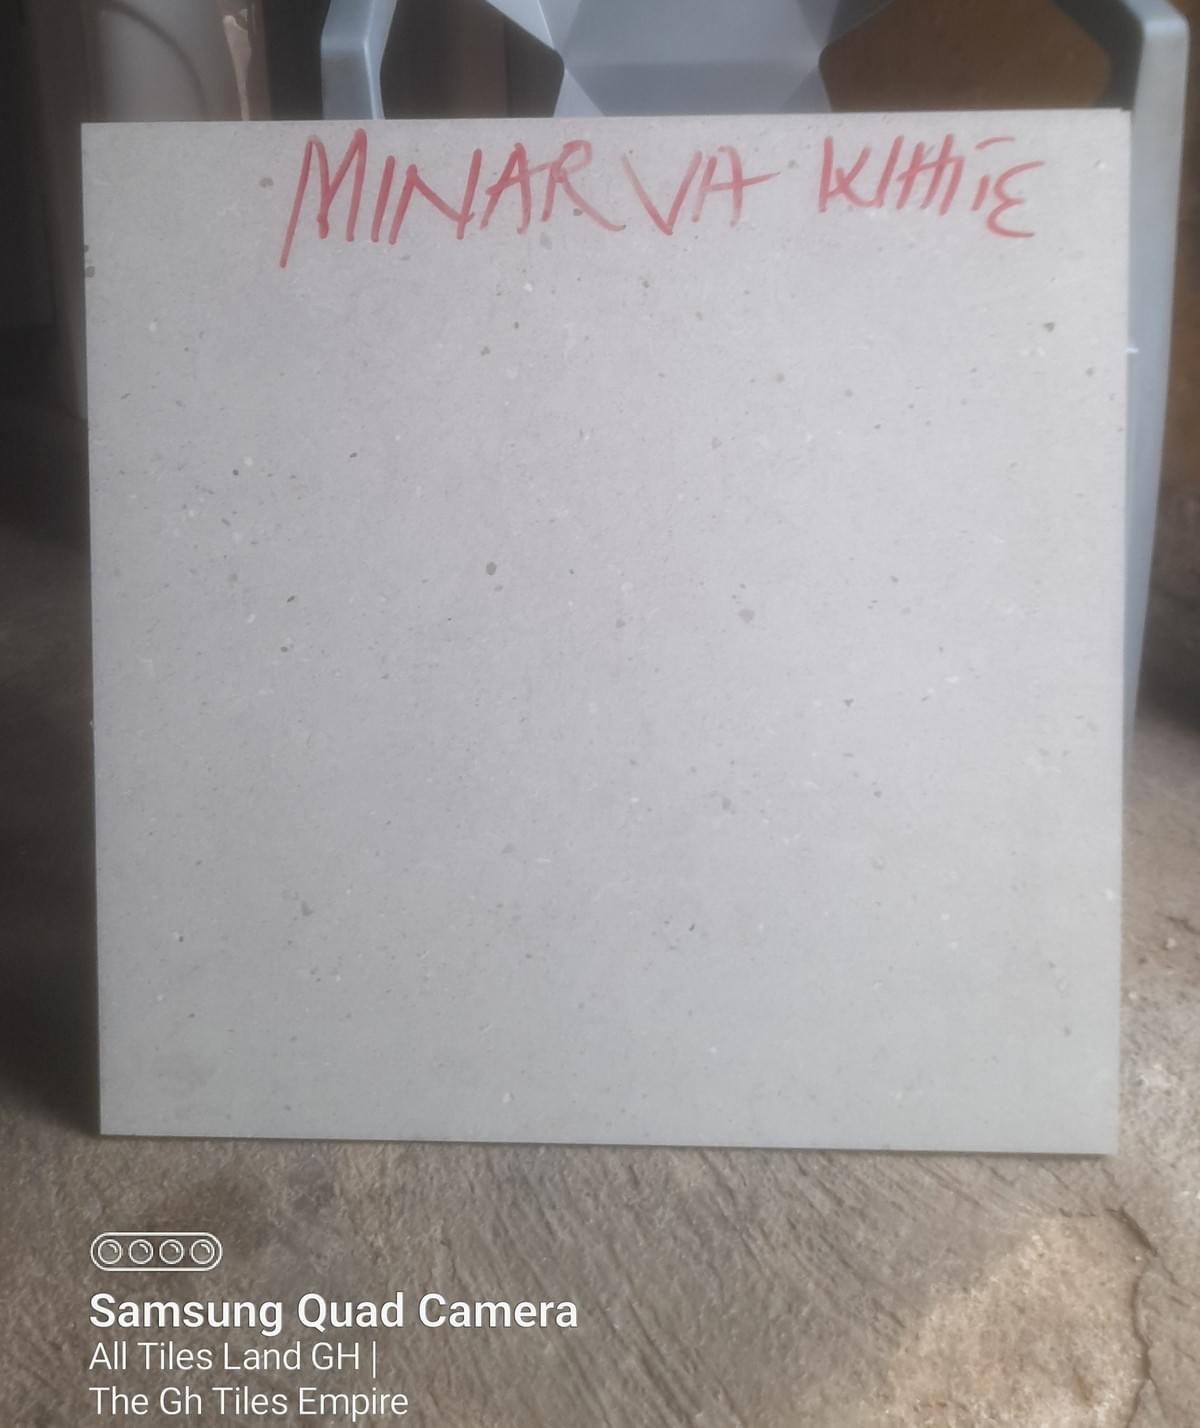 MINARVA WHITE
Samsung Quad Camera
All Tiles Land GH |
The Gh Tiles Empire